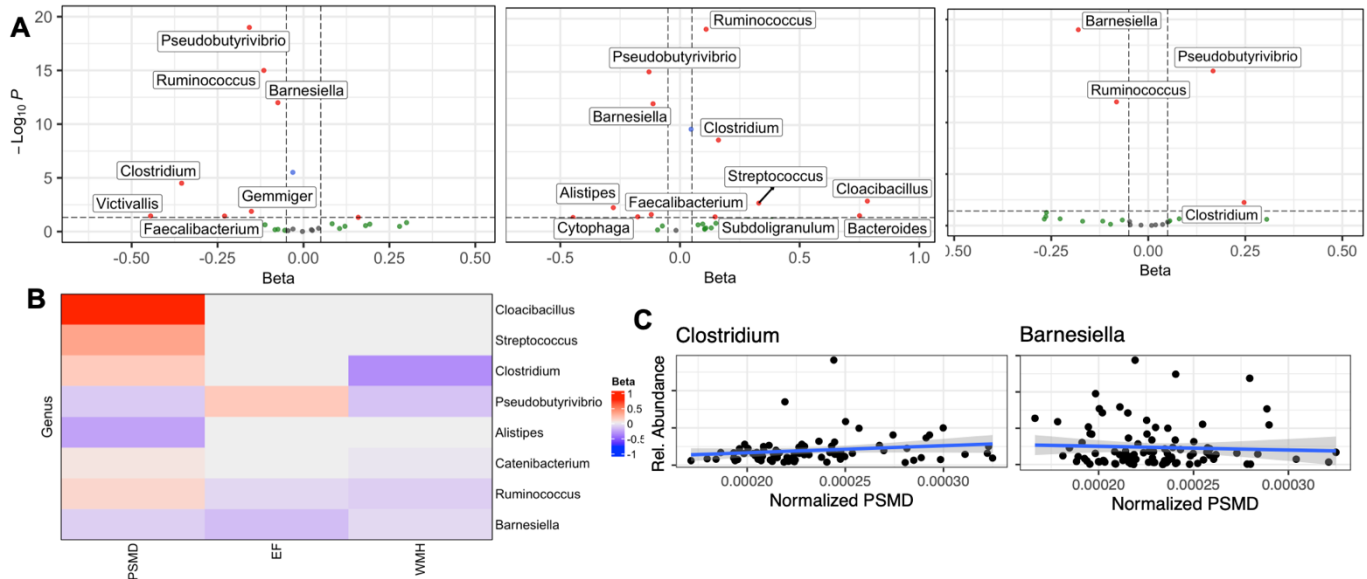 A
20
15
10
5
0
− Log10 P
Pseudobutyrivibrio
Ruminococcus
Barnesiella
Clostridium
Victivallis
Gemmiger
Faecalibacterium
-0.50
-0.25
0.00
0.25
0.50
Beta
Ruminococcus
Pseudobutyrivibrio
Barnesiella
Clostridium
Streptococcus
Alistipes
Faecalibacterium
Cloacibacillus
Cytophaga
Subdoligranulum
Bacteroides
-0.5
0.0
0.5
1.0
Beta
Barnesiella
Pseudobutyrivibrio
Ruminococcus
Clostridium
-0.50
-0.25
0.00
0.25
0.50
Beta
B
Genus
Cloacibacillus
Streptococcus
Clostridium
Pseudobutyrivibrio
Alistipes
Catenibacterium
Ruminococcus
Barnesiella
PSMD
EF
WMH
Beta
1
0.5
0
-0.5
-1
C
Clostridium
Rel. Abundance
0.00020
0.00025
0.00030
Normalized PSMD
Barnesiella
0.00020
0.00025
0.00030
Normalized PSMD